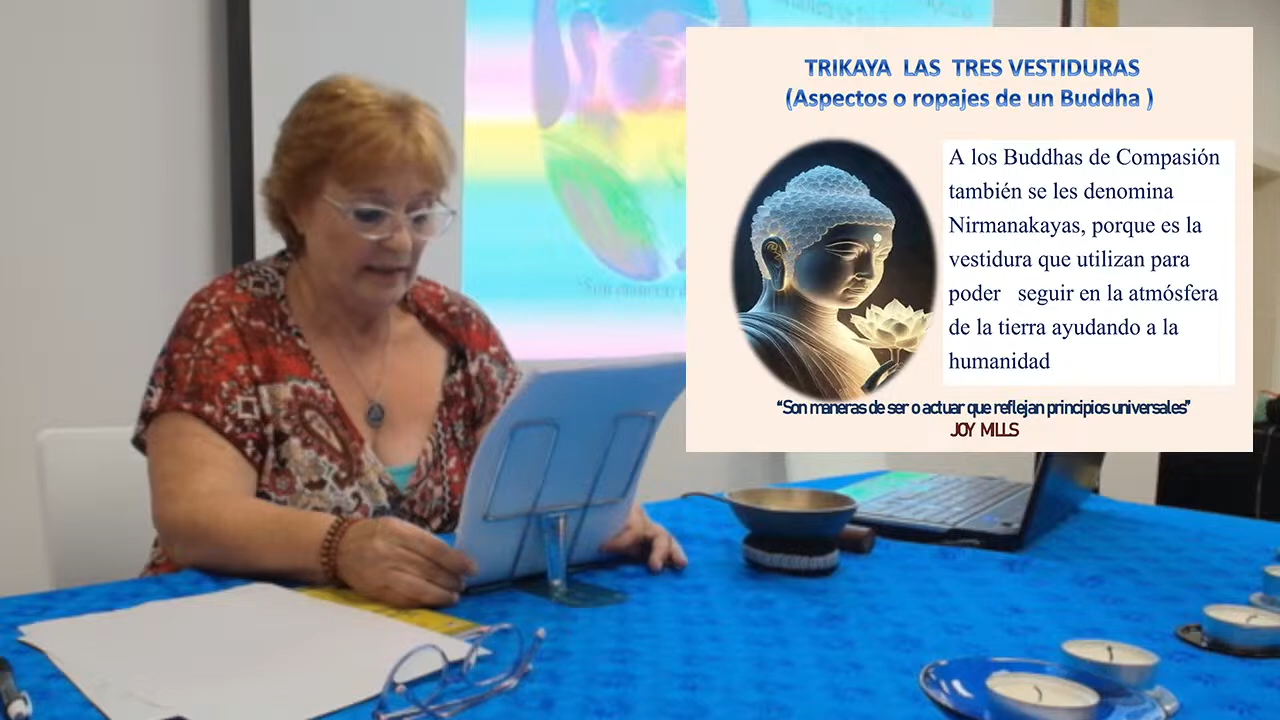 TRIKAYA LAS TRES VESTIDURAS
(Aspectos o ropajes de un Buddha )
A los Buddhas de Compasión
también se les denomina
Nirmanakayas, porque es la
vestidura que utilizan para
poder seguir en la atmósfera
de la tierra ayudando a la
humanidad
“Son maneras de ser o actuar que reflejan principios universales”
JOY MILLS